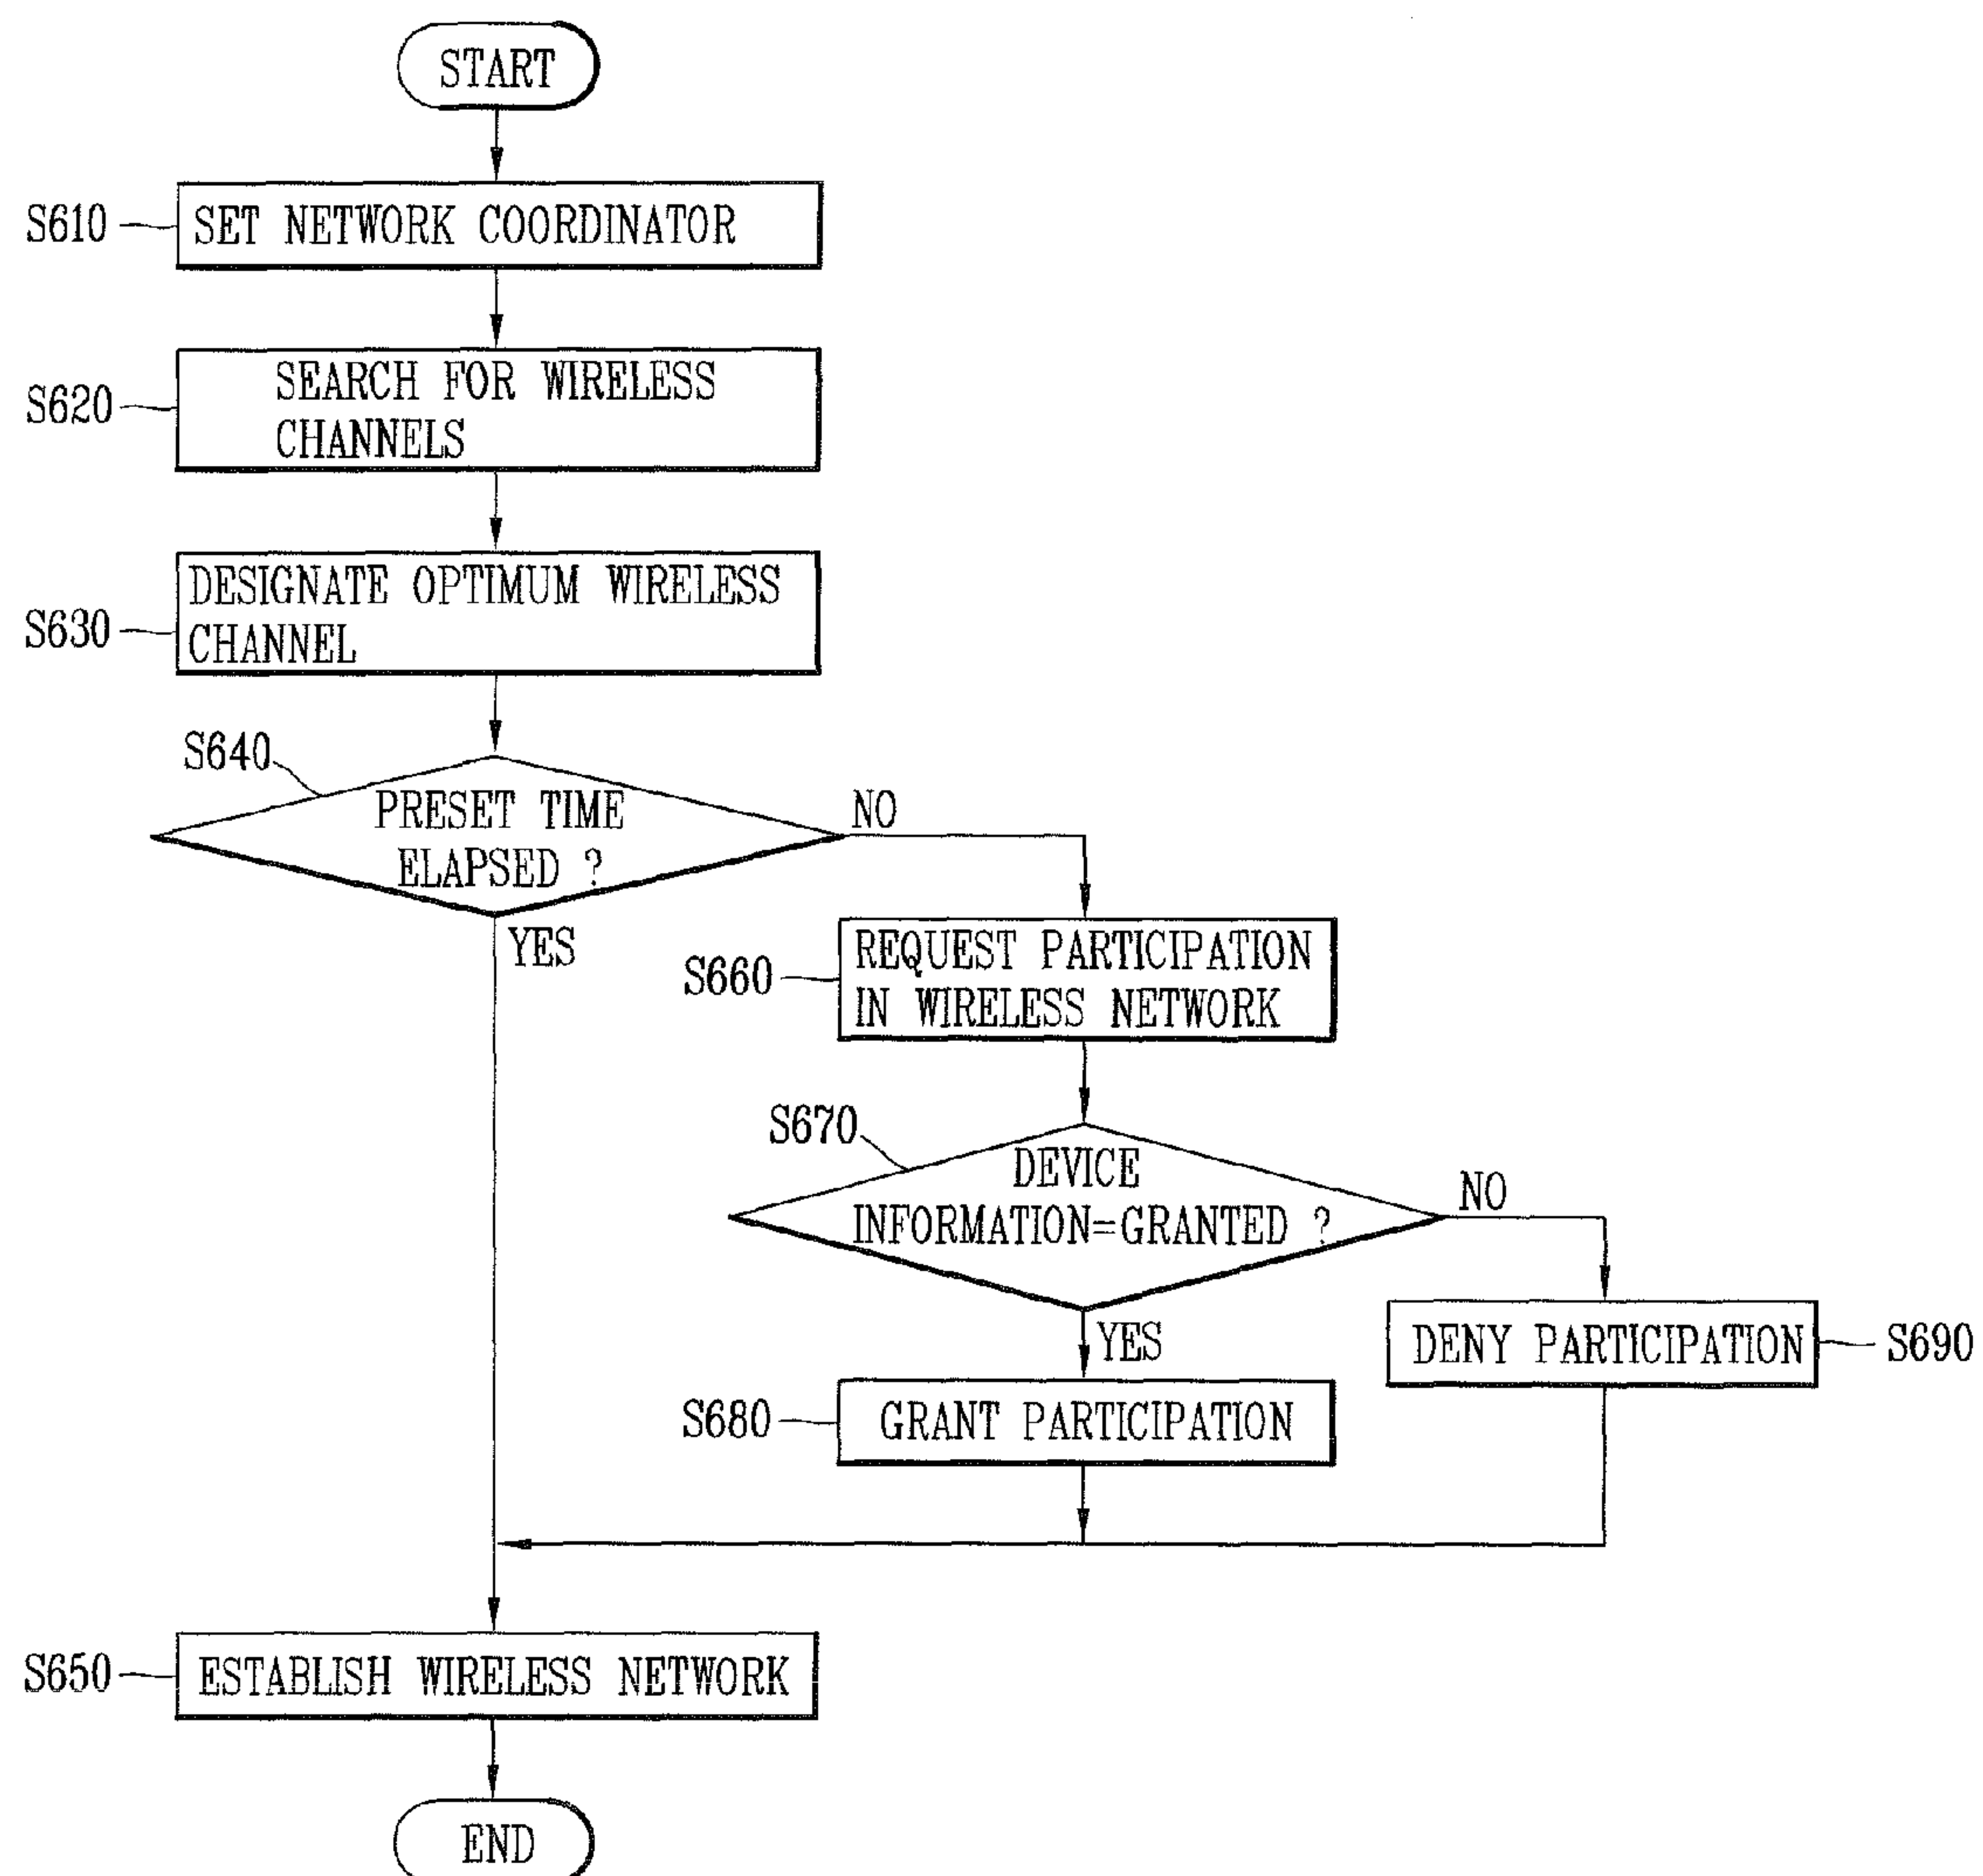 START
S610
SET NETWORK COORDINATOR
S620
SEARCH FOR WIRELESS
CHANNELS
S630
DESIGNATE OPTIMUM WIRELESS
CHANNEL
S640
PRESET TIME
ELAPSED ?
NO
YES
S660
REQUEST PARTICIPATION
IN WIRELESS NETWORK
S670
DEVICE
INFORMATION=GRANTED ?
NO
YES
DENY PARTICIPATION
S690
S680
GRANT PARTICIPATION
S650
ESTABLISH WIRELESS NETWORK
END